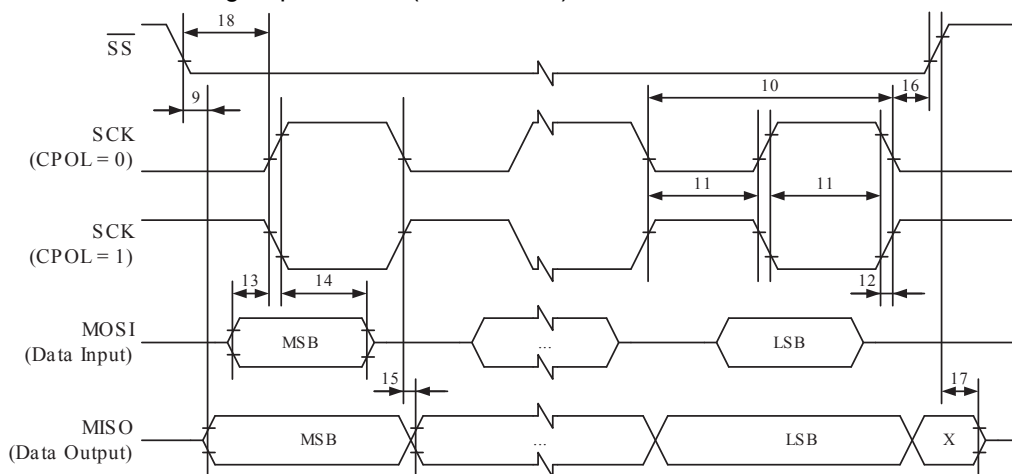 18
SS
9
10
16
SCK
(CPOL = 0)
11
11
SCK
(CPOL = 1)
13
14
12
MOSI
(Data Input)
MSB
...
LSB
15
17
MISO
(Data Output)
MSB
...
LSB
X